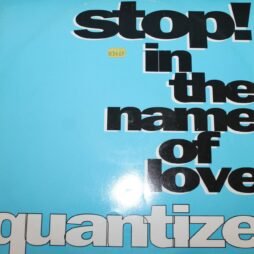 stop!
in
the
name
of
love
quantize